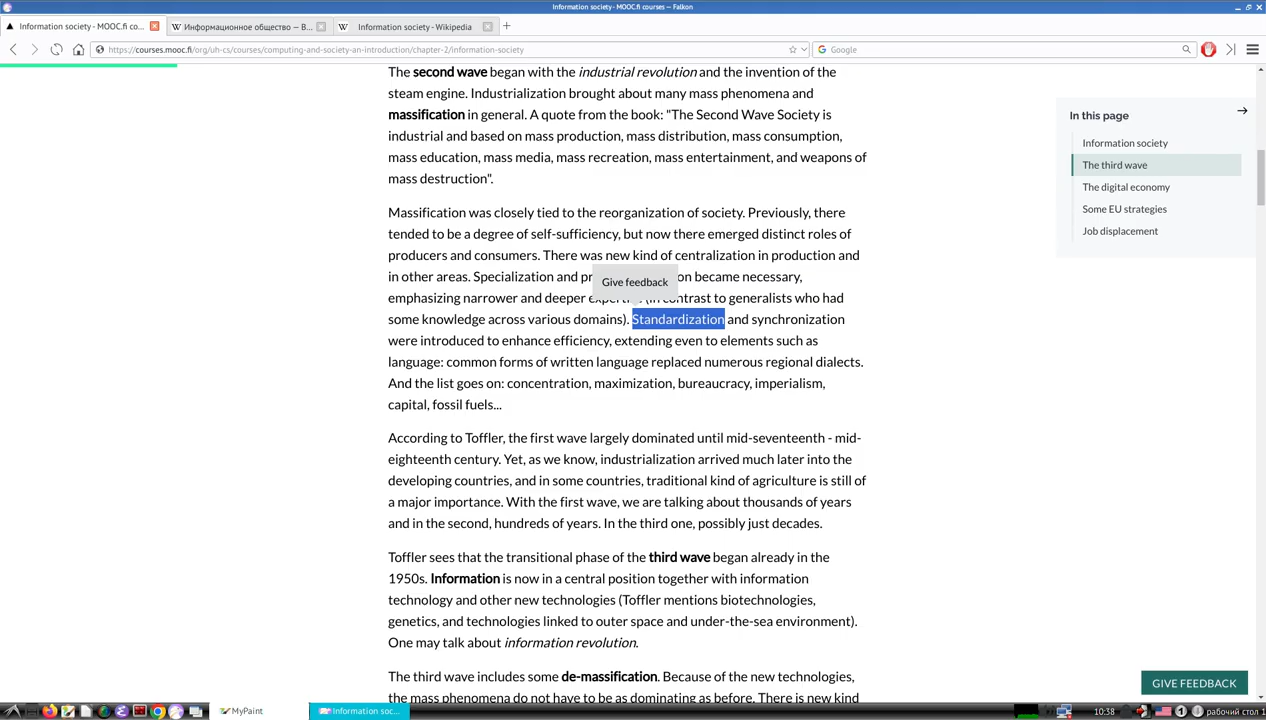 Information society - MOOC.fi courses — Falkon
Information society - MOOC.fi co...
Информационное общество — В...
Information society - Wikipedia
https://courses.mooc.fi/org/uh-cs/courses/computing-and-society-an-introduction/chapter-2/information-society
Google
The second wave began with the industrial revolution and the invention of the
steam engine. Industrialization brought about many mass phenomena and
massification in general. A quote from the book: "The Second Wave Society is
industrial and based on mass production, mass distribution, mass consumption,
mass education, mass media, mass recreation, mass entertainment, and weapons of
mass destruction".
Massification was closely tied to the reorganization of society. Previously, there
tended to be a degree of self-sufficiency, but now there emerged distinct roles of
producers and consumers. There was new kind of centralization in production and
in other areas. Specialization and pr on became necessary,
Give feedback
emphasizing narrower and deeper (in contrast to generalists who had
some knowledge across various domains). Standardization and synchronization
were introduced to enhance efficiency, extending even to elements such as
language: common forms of written language replaced numerous regional dialects.
And the list goes on: concentration, maximization, bureaucracy, imperialism,
capital, fossil fuels...
According to Toffler, the first wave largely dominated until mid-seventeenth - mid-
eighteenth century. Yet, as we know, industrialization arrived much later into the
developing countries, and in some countries, traditional kind of agriculture is still of
a major importance. With the first wave, we are talking about thousands of years
and in the second, hundreds of years. In the third one, possibly just decades.
Toffler sees that the transitional phase of the third wave began already in the
1950s. Information is now in a central position together with information
technology and other new technologies (Toffler mentions biotechnologies,
genetics, and technologies linked to outer space and under-the-sea environment).
One may talk about information revolution.
The third wave includes some de-massification. Because of the new technologies,
the mass phenomena do not have to be as dominating as before. There is new kind
In this page
Information society
The third wave
The digital economy
Some EU strategies
Job displacement
GIVE FEEDBACK
MyPaint
Information soc...
10:38
рабочий стол 1